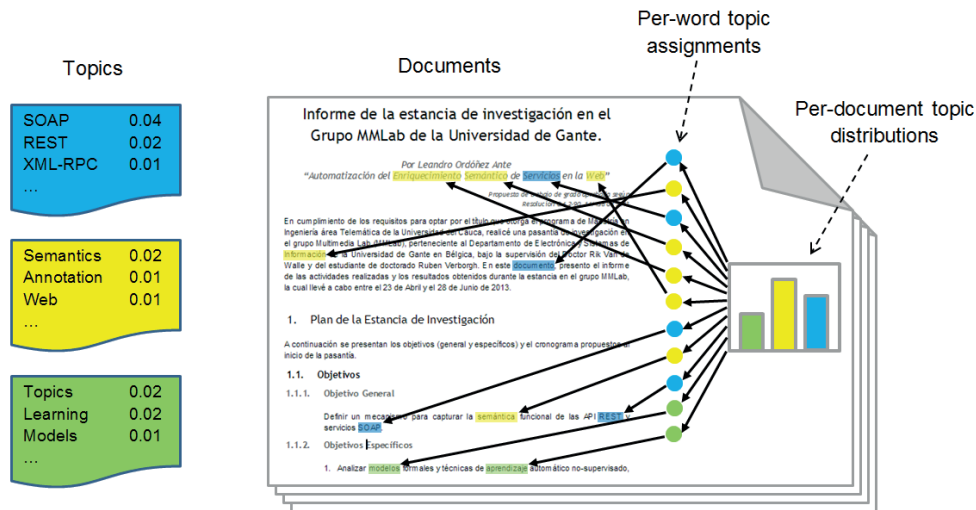 Per-word topic
assignments
Topics
Documents
Per-document topic
distributions
SOAP 0.04
REST 0.02
XML-RPC 0.01
...
Semantics 0.02
Annotation 0.01
Web 0.01
...
Topics 0.02
Learning 0.02
Models 0.01
...
Informe de la estancia de investigación en el
Grupo MMLab de la Universidad de Gante.
Por Leandro Ordóñez Ante
"Automatización del Enriquecimiento Semántico de Servicios en la Web"
Propuesta de trabajo de grado según
Resolución
En cumplimiento de los requisitos para optar por el título que otorga el programa de Maestría en
Ingeniería área Telemática de la Universidad del Cauca, realicé una pasantía de investigación en
el grupo Multimedia Lab (MMLab), perteneciente al Departamento de Electrónica y Sistemas de
Información de la Universidad de Gante en Bélgica, bajo la supervisión del Doctor Rik Van de
Walle y del estudiante de doctorado Ruben Verborgh. En este documento, presento el informe
de las actividades realizadas y los resultados obtenidos durante la estancia en el grupo MMLab,
la cual llevé a cabo entre el 23 de Abril y el 28 de Junio de 2013.
1. Plan de la Estancia de Investigación
A continuación se presentan los objetivos (general y específicos) y el cronograma propuestos al
inicio de la pasantía.
1.1. Objetivos
1.1.1. Objetivo General
Definir un mecanismo para capturar la semántica funcional de las API REST y
servicios SOAP.
1.1.2. Objetivos Específicos
1. Analizar modelos formales y técnicas de aprendizaje automático no-supervisado,